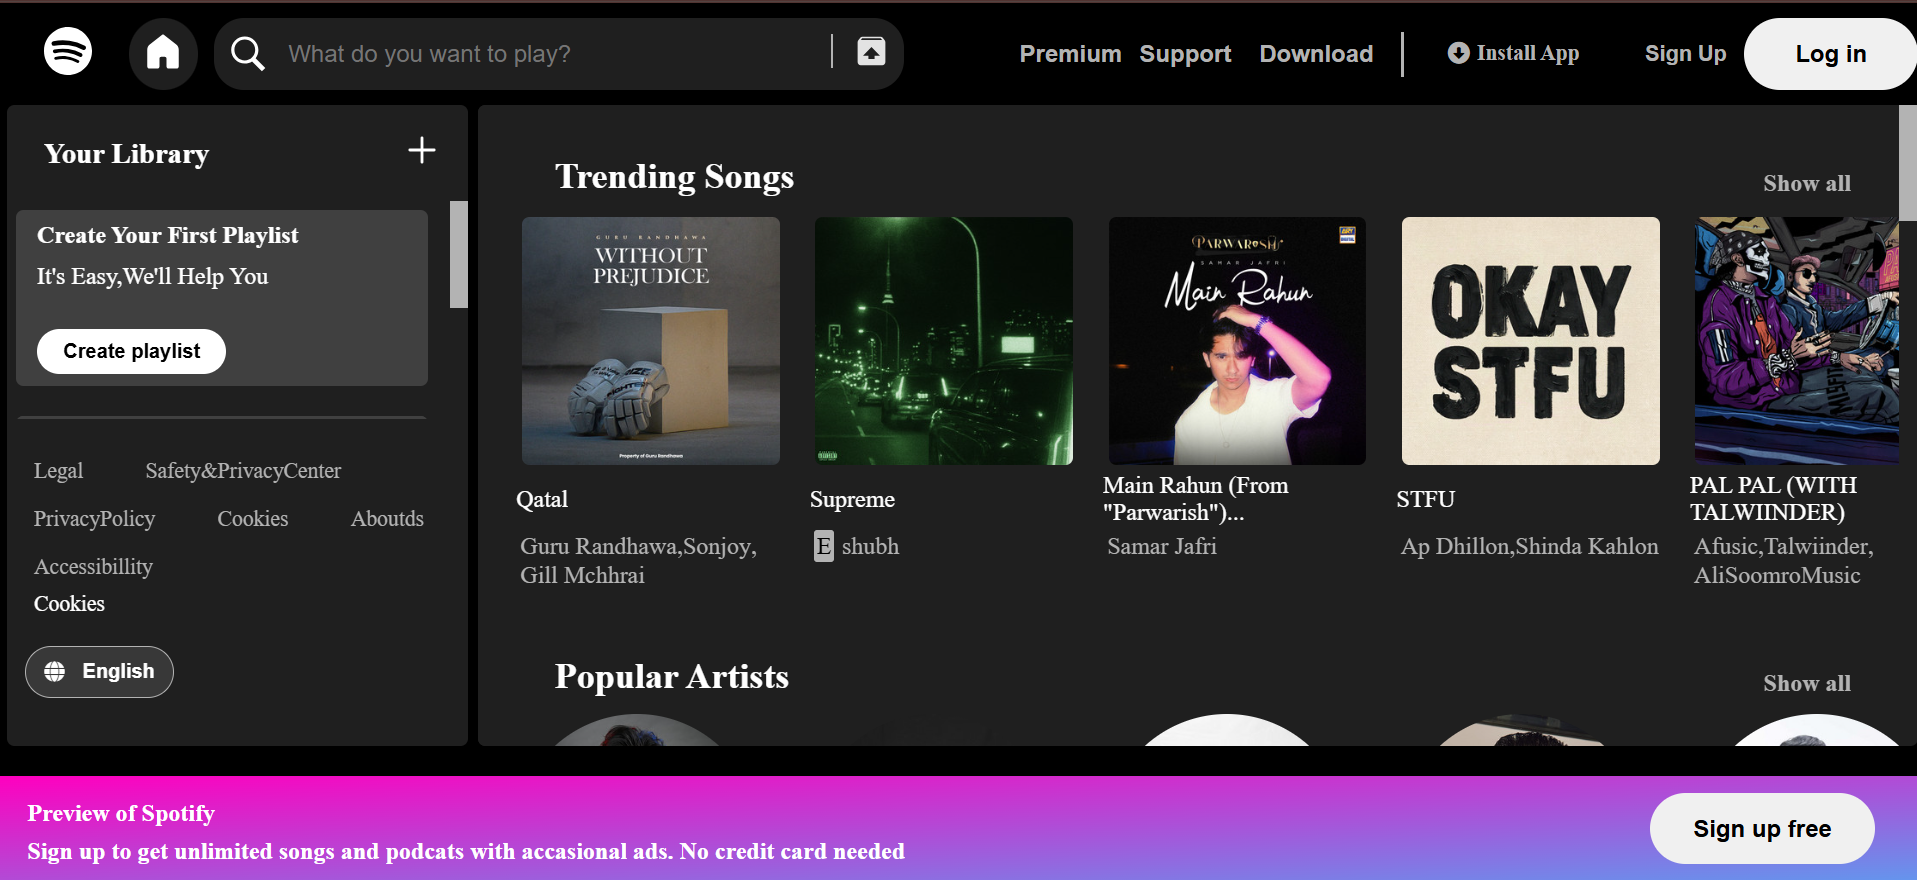 What do you want to play?
Premium Support Download Install App Sign Up Log in
Your Library
Create Your First Playlist
It's Easy,We'll Help You
Create playlist
Legal Safety&PrivacyCenter
PrivacyPolicy Cookies Aboutds
Accessibillity
Cookies
English
Trending Songs
Show all
GURU RANDHAWA
WITHOUT
PREJUDICE
Property of Guru Randhawa
PARWARISH
SAMAR JAFRI
Main Rahun
OKAY
STFU
Qatal
Guru Randhawa,Sonjoy,
Gill Mchhrai
Supreme
E shubh
Main Rahun (From
"Parwarish")...
Samar Jafri
STFU
Ap Dhillon,Shinda Kahlon
PAL PAL (WITH
TALWIINDER)
Afusic,Talwiinder,
AliSoomroMusic
Popular Artists
Show all
Preview of Spotify
Sign up to get unlimited songs and podcats with accasional ads. No credit card needed
Sign up free